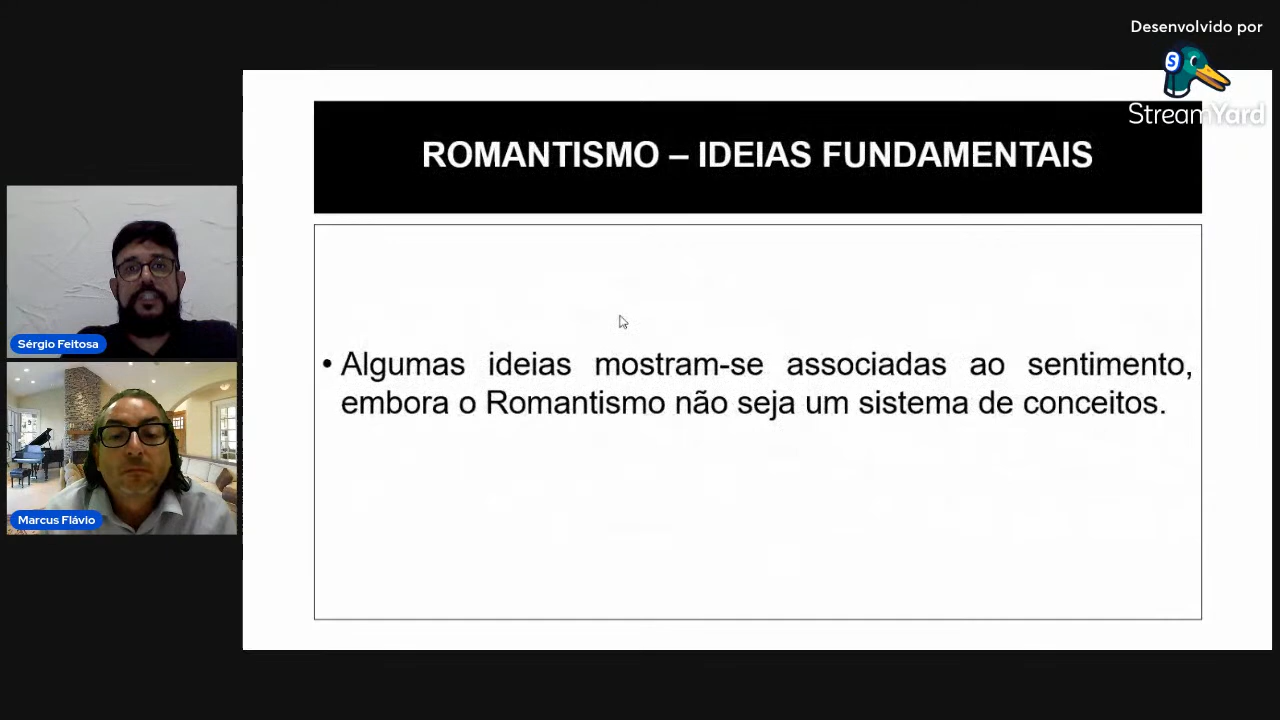 Desenvolvido por
StreamYard
ROMANTISMO – IDEIAS FUNDAMENTAIS
• Algumas ideias mostram-se associadas ao sentimento,
embora o Romantismo não seja um sistema de conceitos.
Sérgio Feitosa
Marcus Flávio